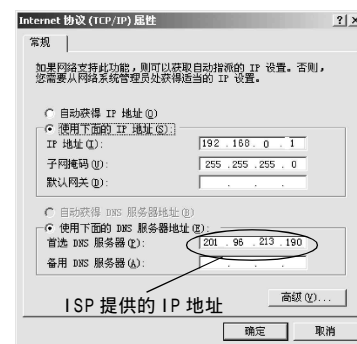 Internet 协议 (TCP/IP) 属性 ? ×
常规
如果网络支持此功能，则可以获取自动指派的 IP 设置。否则，
您需要从网络系统管理员处获得适当的 IP 设置。
自动获得 IP 地址(O)
使用下面的 IP 地址(S):
IP 地址(I): 192 .168 . 0 . 1
子网掩码(U): 255 .255 .255 . 0
默认网关(D): . . .
自动获得 DNS 服务器地址(B)
使用下面的 DNS 服务器地址(E):
首选 DNS 服务器(P): 201 . 96 . 213 .190
备用 DNS 服务器(A): . . .
ISP 提供的 IP 地址
高级(V)...
确定 取消